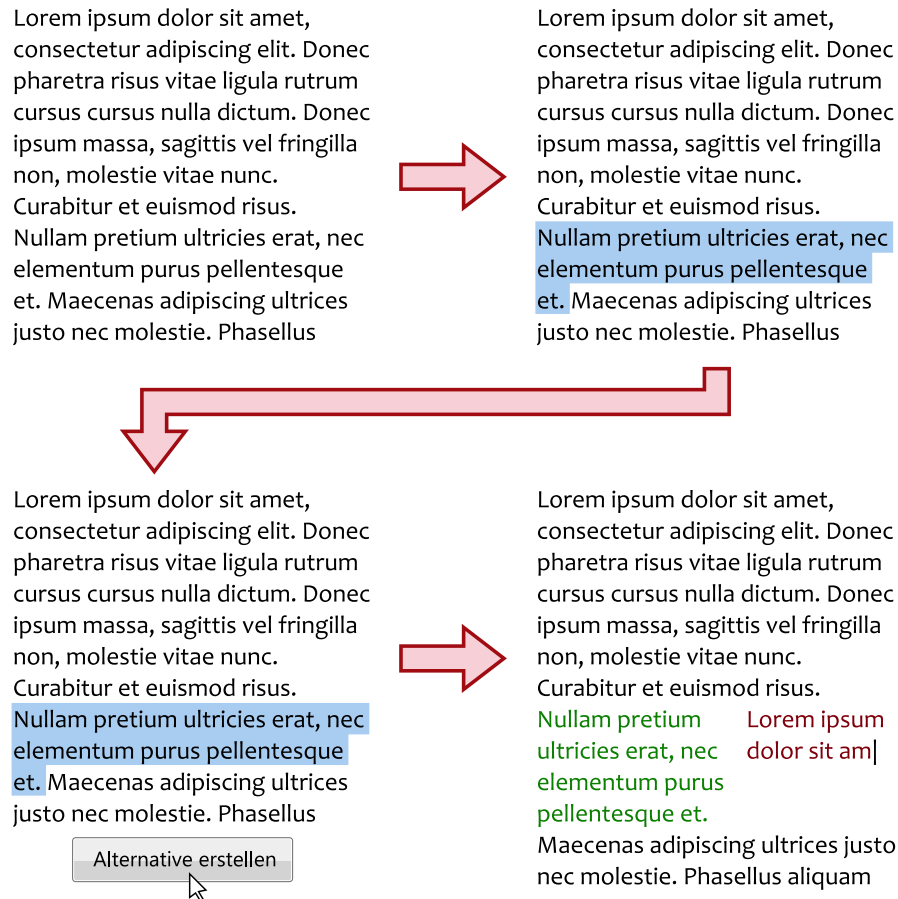 Lorem ipsum dolor sit amet,
consectetur adipiscing elit. Donec
pharetra risus vitae ligula rutrum
cursus cursus nulla dictum. Donec
ipsum massa, sagittis vel fringilla
non, molestie vitae nunc.
Curabitur et euismod risus.
Nullam pretium ultricies erat, nec
elementum purus pellentesque
et. Maecenas adipiscing ultrices
justo nec molestie. Phasellus
Lorem ipsum dolor sit amet,
consectetur adipiscing elit. Donec
pharetra risus vitae ligula rutrum
cursus cursus nulla dictum. Donec
ipsum massa, sagittis vel fringilla
non, molestie vitae nunc.
Curabitur et euismod risus.
Nullam pretium ultricies erat, nec
elementum purus pellentesque
et. Maecenas adipiscing ultrices
justo nec molestie. Phasellus
Lorem ipsum dolor sit amet,
consectetur adipiscing elit. Donec
pharetra risus vitae ligula rutrum
cursus cursus nulla dictum. Donec
ipsum massa, sagittis vel fringilla
non, molestie vitae nunc.
Curabitur et euismod risus.
Nullam pretium ultricies erat, nec
elementum purus pellentesque
et. Maecenas adipiscing ultrices
justo nec molestie. Phasellus
Alternative erstellen
Lorem ipsum dolor sit amet,
consectetur adipiscing elit. Donec
pharetra risus vitae ligula rutrum
cursus cursus nulla dictum. Donec
ipsum massa, sagittis vel fringilla
non, molestie vitae nunc.
Curabitur et euismod risus.
Nullam pretium
ultricies erat, nec
elementum purus
pellentesque et.
Lorem ipsum
dolor sit am
Maecenas adipiscing ultrices justo
nec molestie. Phasellus aliquam